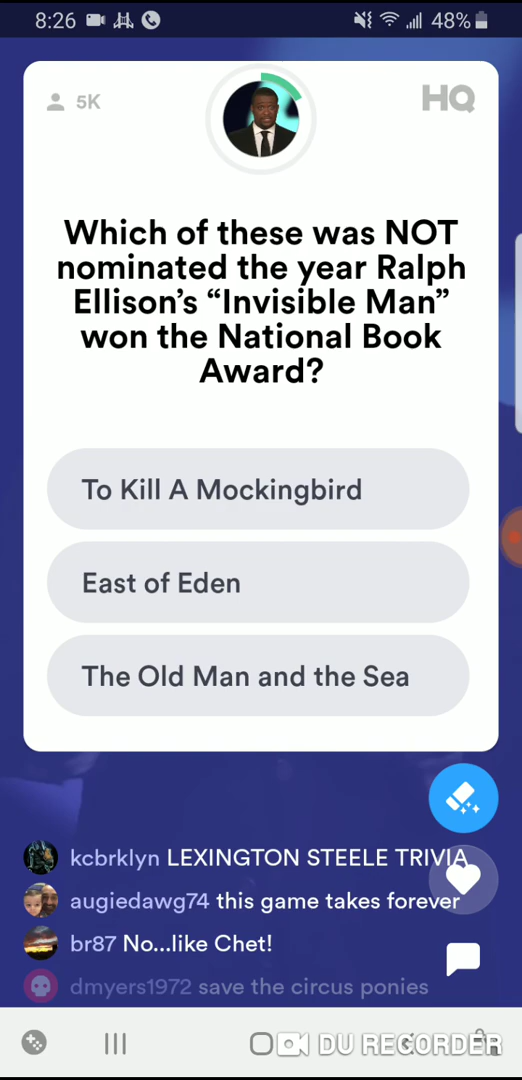 8:26 48%
5K HQ
Which of these was NOT
nominated the year Ralph
Ellison’s “Invisible Man”
won the National Book
Award?
To Kill A Mockingbird
East of Eden
The Old Man and the Sea
kcbrklyn LEXINGTON STEELE TRIVIA
augiedawg74 this game takes forever
br87 No...like Chet!
dmyers1972 save the circus ponies
DU RECORDER